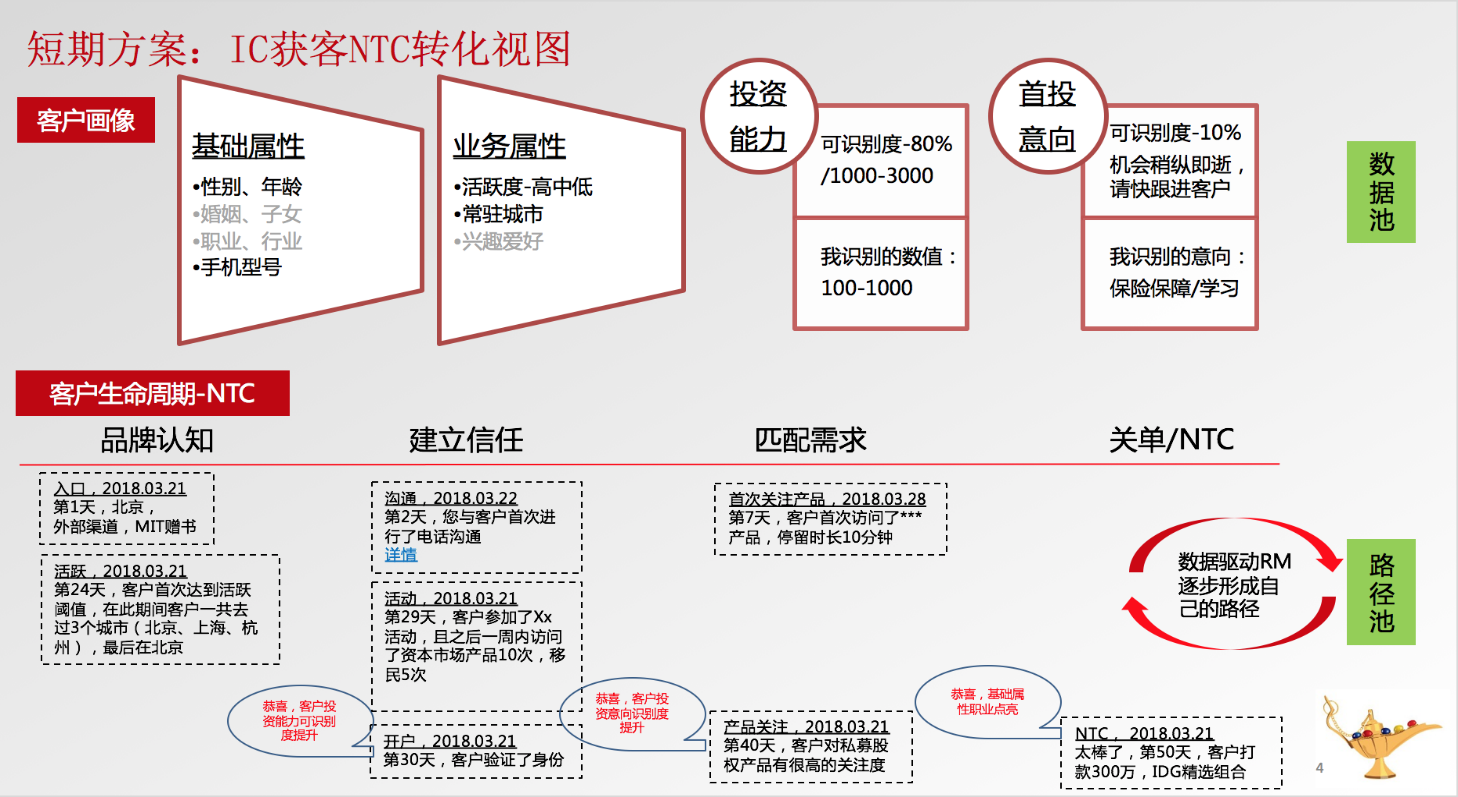 短期方案：IC获客NTC转化视图
客户画像
基础属性
•性别、年龄
•婚姻、子女
•职业、行业
•手机型号
业务属性
•活跃度-高中低
•常驻城市
•兴趣爱好
投资
能力
可识别度-80%
/1000-3000
我识别的数值：
100-1000
首投
意向
可识别度-10%
机会稍纵即逝，
请快跟进客户
我识别的意向：
保险保障/学习
数
据
池
客户生命周期-NTC
品牌认知
建立信任
匹配需求
关单/NTC
入口，2018.03.21
第1天，北京，
外部渠道，MIT赠书
活跃，2018.03.21
第24天，客户首次达到活跃
阈值，在此期间客户一共去
过3个城市（北京、上海、杭
州），最后在北京
恭喜，客户投
资能力可识别
度提升
沟通，2018.03.22
第2天，您与客户首次进
行了电话沟通
详情
活动，2018.03.21
第29天，客户参加了Xx
活动，且之后一周内访问
了资本市场产品10次，移
民5次
开户，2018.03.21
第30天，客户验证了身份
恭喜，客户投
资意向识别度
提升
首次关注产品，2018.03.28
第7天，客户首次访问了***
产品，停留时长10分钟
产品关注，2018.03.21
第40天，客户对私募股
权产品有很高的关注度
恭喜，基础属
性职业点亮
NTC， 2018.03.21
太棒了，第50天，客户打
款300万，IDG精选组合
数据驱动RM
逐步形成自
己的路径
路
径
池
4